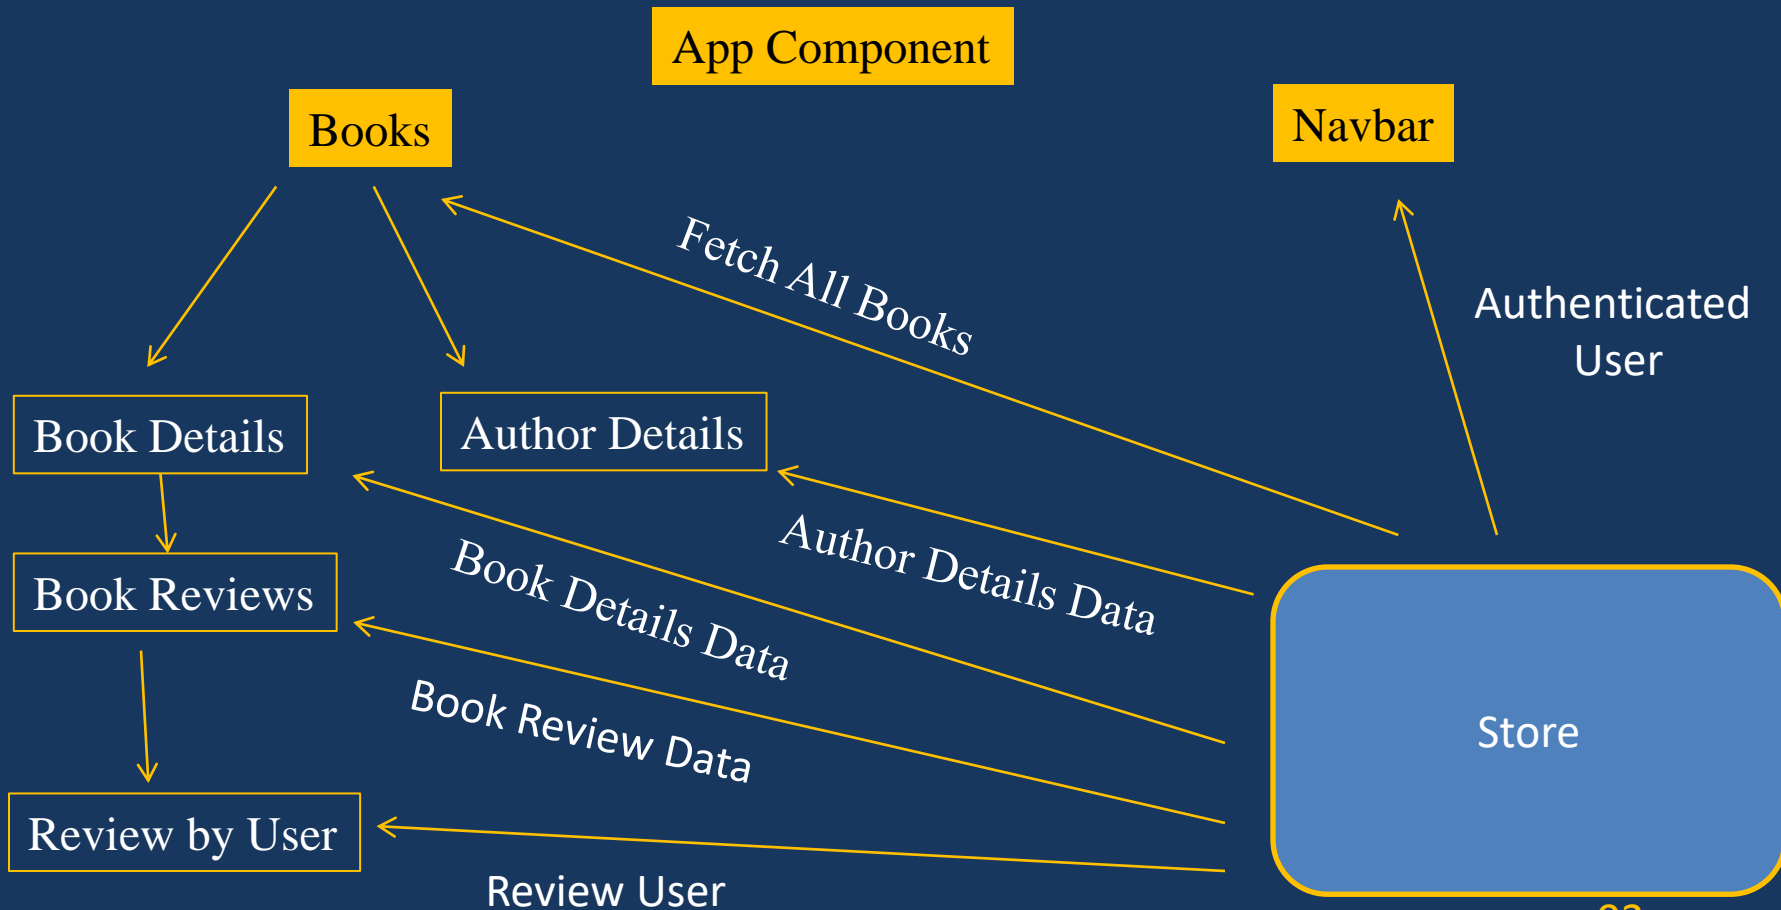 App Component
Books
Navbar
Fetch All Books
Authenticated
User
Book Details
Author Details
Author Details Data
Book Details Data
Book Reviews
Book Review Data
Store
Review by User
Review User